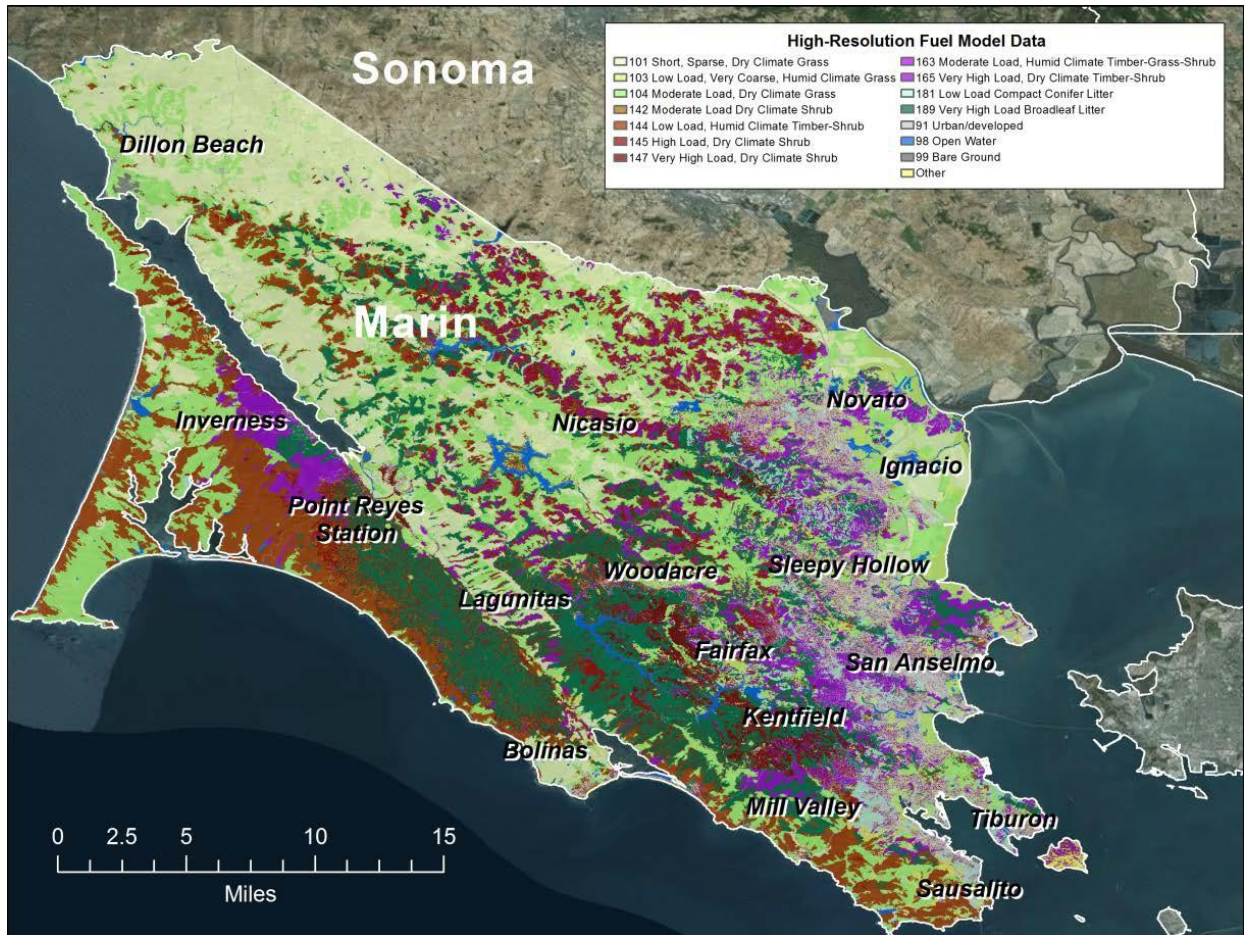 Sonoma
High-Resolution Fuel Model Data
101 Short, Sparse, Dry Climate Grass
103 Low Load, Very Coarse, Humid Climate Grass
104 Moderate Load, Dry Climate Grass
142 Moderate Load Dry Climate Shrub
144 Low Load, Humid Climate Timber-Shrub
145 High Load, Dry Climate Shrub
147 Very High Load, Dry Climate Shrub
163 Moderate Load, Humid Climate Timber-Grass-Shrub
165 Very High Load, Dry Climate Timber-Shrub
181 Low Load Compact Conifer Litter
189 Very High Load Broadleaf Litter
91 Urban/developed
98 Open Water
99 Bare Ground
Other
Dillon Beach
Marin
Novato
Inverness
Nicasio
Ignacio
Point Reyes
Station
Woodacre
Sleepy Hollow
Lagunitas
Fairfax
San Anselmo
Kentfield
Bolinas
Mill Valley
Tiburon
Sausalito
0 2.5 5 10 15
Miles